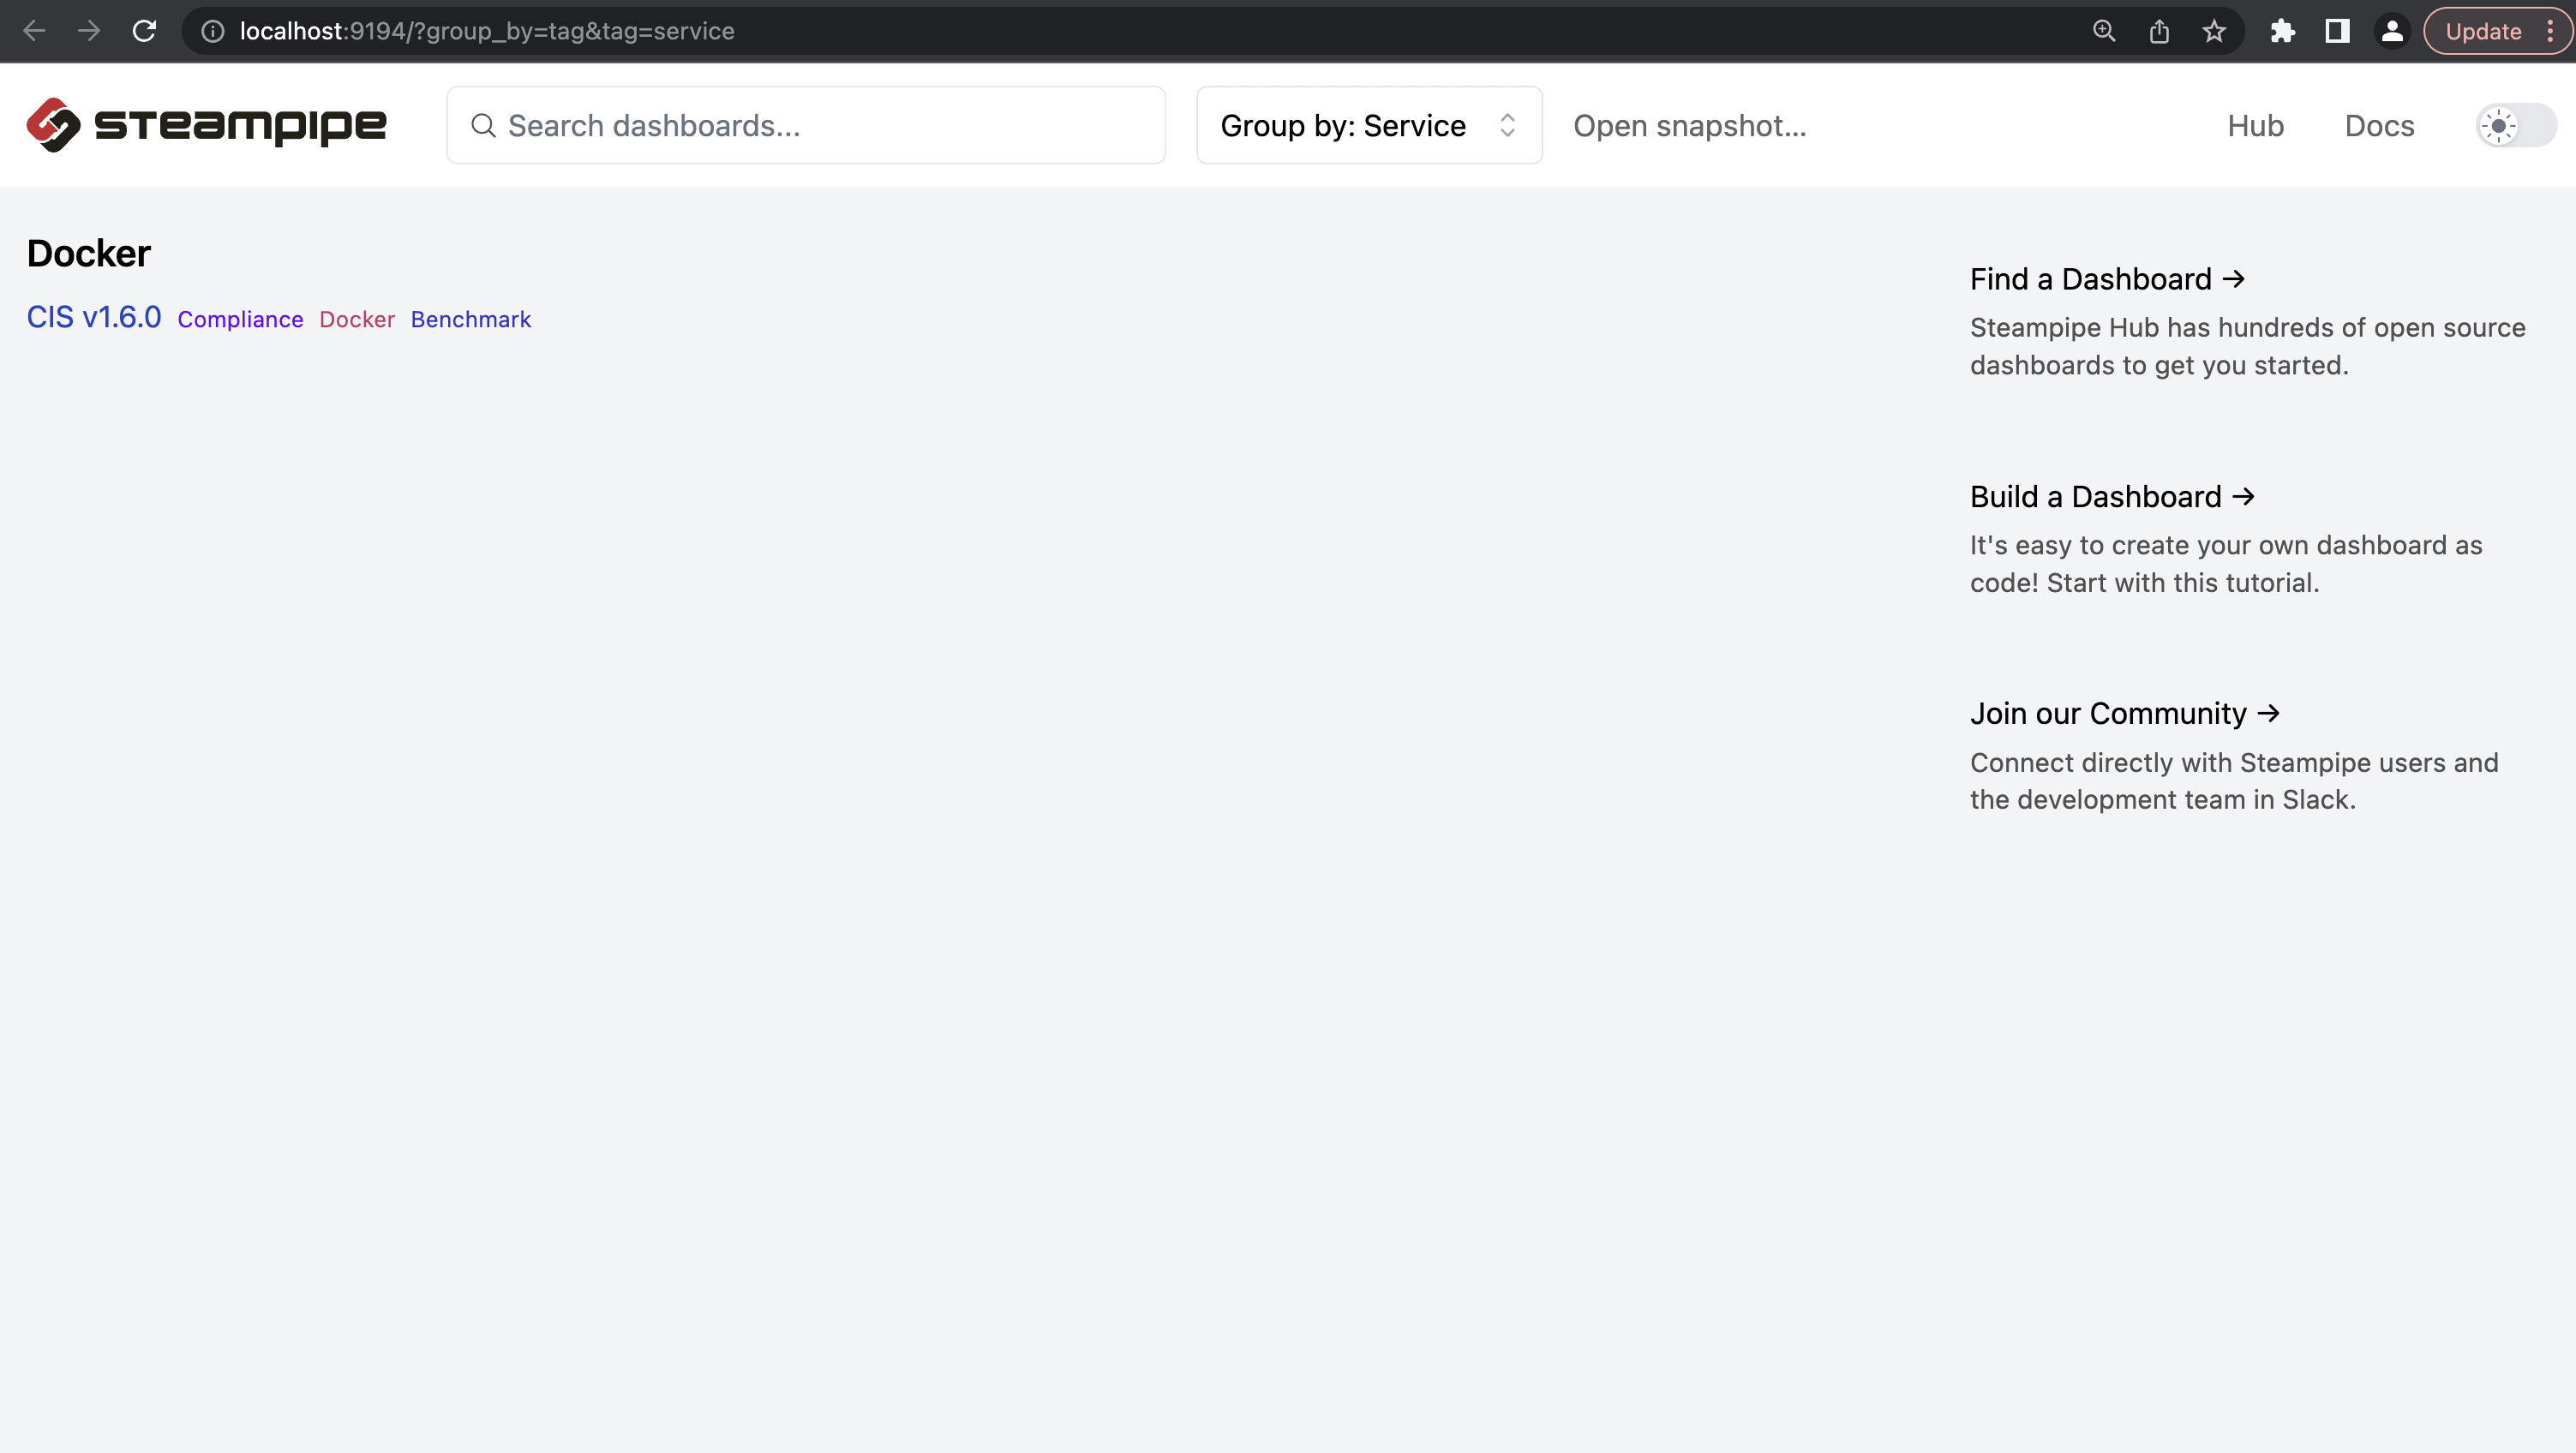 localhost:9194/?group_by=tag&tag=service
Update
steampipe
Search dashboards...
Group by: Service
Open snapshot...
Hub
Docs
Docker
CIS v1.6.0 Compliance Docker Benchmark
Find a Dashboard →
Steampipe Hub has hundreds of open source
dashboards to get you started.
Build a Dashboard →
It's easy to create your own dashboard as
code! Start with this tutorial.
Join our Community →
Connect directly with Steampipe users and
the development team in Slack.